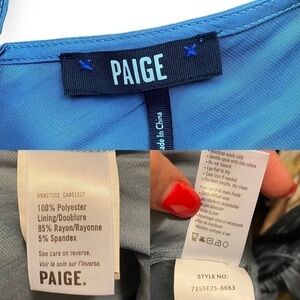 PAIGE
Made in China
RN#27002 CA#51217
100% Polyester
Lining/Doublure
95% Rayon/Rayonne
5% Spandex
See care on reverse.
Voir le soin sur l'inverse.
PAIGE.
Machine wash cold
Gentle cycle with like
colors
Do not bleach
Lay flat to dry
Cool iron if needed
For best results, dry clean
STYLE NO.
7355E25-6663